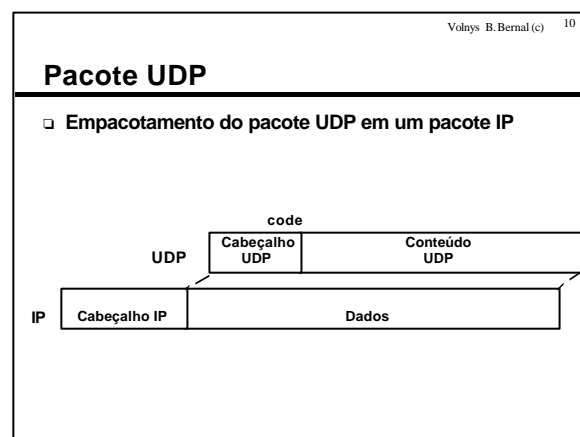 Volnys B. Bernal (c) 10
Pacote UDP
❑ Empacotamento do pacote UDP em um pacote IP
code
UDP
Cabeçalho
UDP
Conteúdo
UDP
IP
Cabeçalho IP
Dados